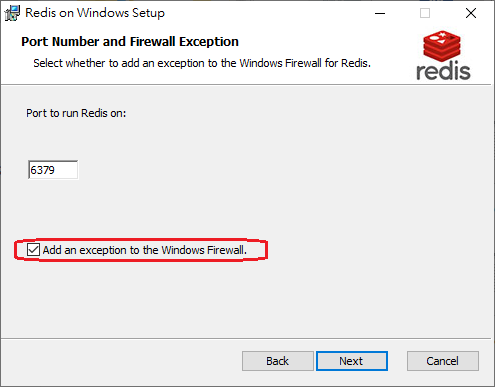 Redis on Windows Setup
Port Number and Firewall Exception
Select whether to add an exception to the Windows Firewall for Redis.
redis
Port to run Redis on:
6379
Add an exception to the Windows Firewall.
Back Next Cancel